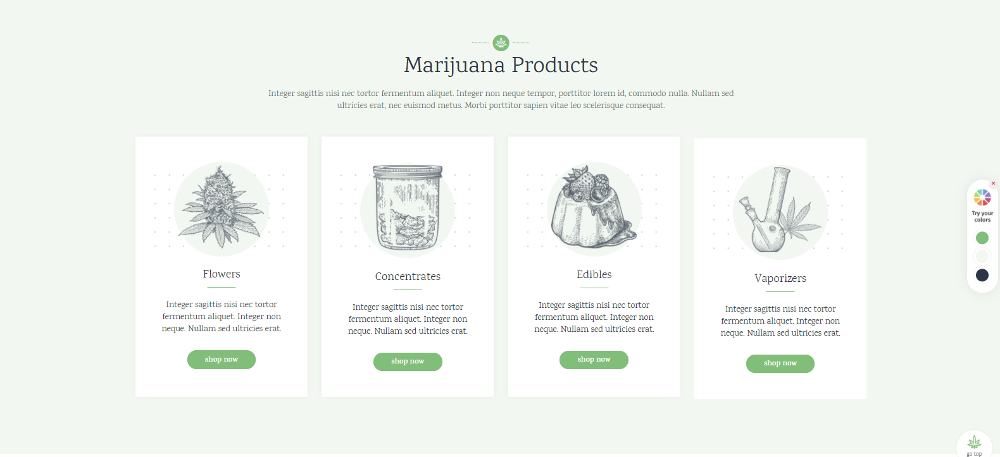 Marijuana Products
Integer sagittis nisi nec tortor fermentum aliquet. Integer non neque tempor, porttitor lorem id, commodo nulla. Nullam sed
ultricies erat, nec euismod metus. Morbi porttitor sapien vitae leo scelerisque consequat.
Flowers
Integer sagittis nisi nec tortor
fermentum aliquet. Integer non
neque. Nullam sed ultricies erat.
shop now
Concentrates
Integer sagittis nisi nec tortor
fermentum aliquet. Integer non
neque. Nullam sed ultricies erat.
shop now
Edibles
Integer sagittis nisi nec tortor
fermentum aliquet. Integer non
neque. Nullam sed ultricies erat.
shop now
Vaporizers
Integer sagittis nisi nec tortor
fermentum aliquet. Integer non
neque. Nullam sed ultricies erat.
shop now
Try your
colors
go top